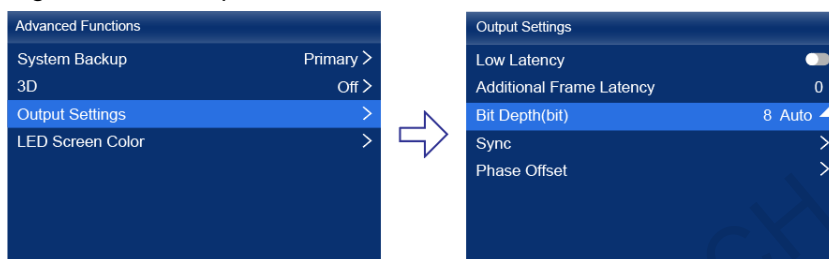 Advanced Functions
System Backup Primary >
3D Off >
Output Settings >
LED Screen Color >
Output Settings
Low Latency
Additional Frame Latency 0
Bit Depth(bit) 8 Auto
Sync >
Phase Offset >